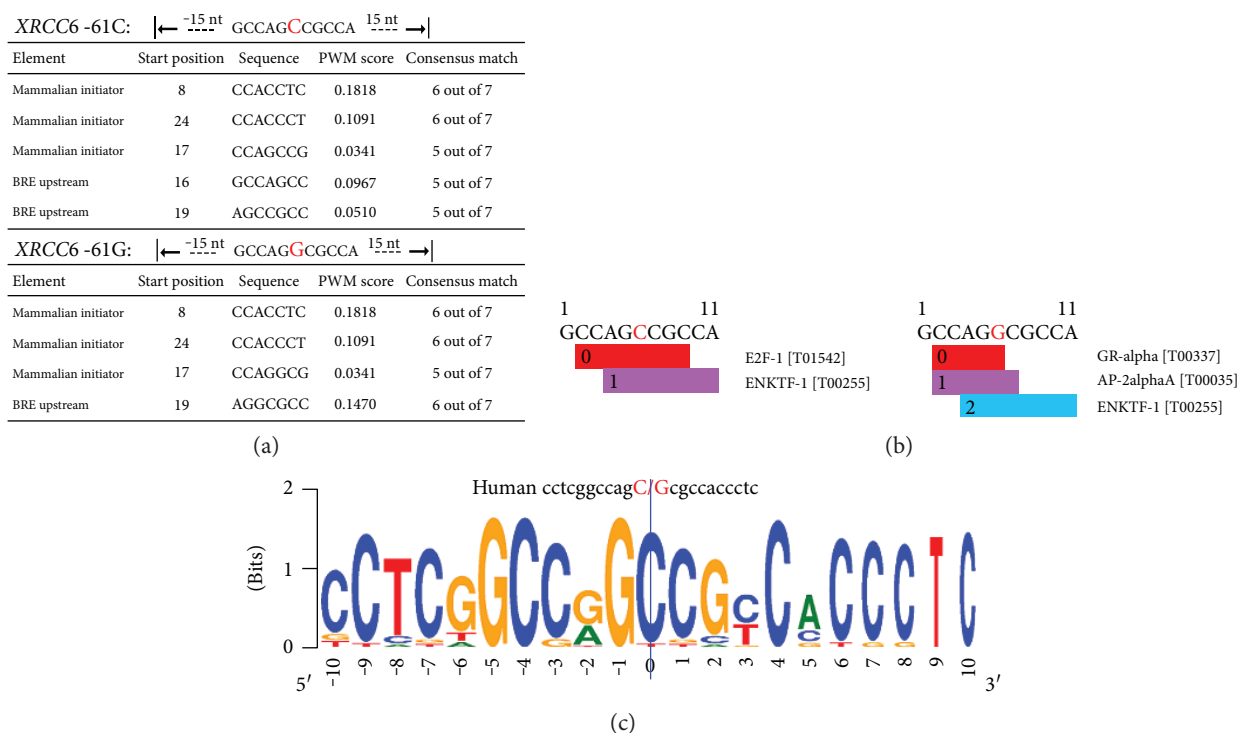 XRCC6 -61C: -15 nt GCCAGCCGCCA 15 nt
Element Start position Sequence PWM score Consensus match
Mammalian initiator 8 CCACCTC 0.1818 6 out of 7
Mammalian initiator 24 CCACCCT 0.1091 6 out of 7
Mammalian initiator 17 CCAGCCG 0.0341 5 out of 7
BRE upstream 16 GCCAGCC 0.0967 5 out of 7
BRE upstream 19 AGCCGCC 0.0510 5 out of 7
XRCC6 -61G: -15 nt GCCAGGCGCCA 15 nt
Element Start position Sequence PWM score Consensus match
Mammalian initiator 8 CCACCTC 0.1818 6 out of 7
Mammalian initiator 24 CCACCCT 0.1091 6 out of 7
Mammalian initiator 17 CCAGGCG 0.0341 5 out of 7
BRE upstream 19 AGGCGCC 0.1470 6 out of 7
(a)
1 11
GCCAGCCGCCA
0 E2F-1 [T01542]
1 ENKTF-1 [T00255]
1 11
GCCAGGCGCCA
0 GR-alpha [T00337]
1 AP-2alphaA [T00035]
2 ENKTF-1 [T00255]
(b)
Human cctcggccagC/Gcgccaccctc
2
1
0
(Bits)
CCTCGGCCGGCCGCCACCCTC
5′ -10 -9 -8 -7 -6 -5 -4 -3 -2 -1 0 1 2 3 4 5 6 7 8 9 10 3′
(c)